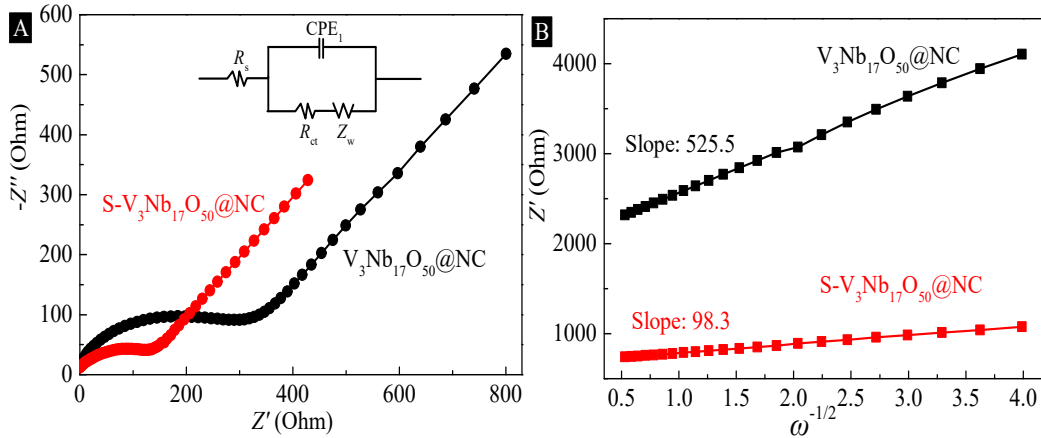 A
600
500
400
300
200
100
0
-Z″ (Ohm)
CPE₁
Rₛ
R_ct
Z_w
S-V₃Nb₁₇O₅₀@NC
V₃Nb₁₇O₅₀@NC
0 200 400 600 800
Z′ (Ohm)
B
4000
3000
2000
1000
Z′ (Ohm)
V₃Nb₁₇O₅₀@NC
Slope: 525.5
S-V₃Nb₁₇O₅₀@NC
Slope: 98.3
0.5 1.0 1.5 2.0 2.5 3.0 3.5 4.0
ω⁻¹/²